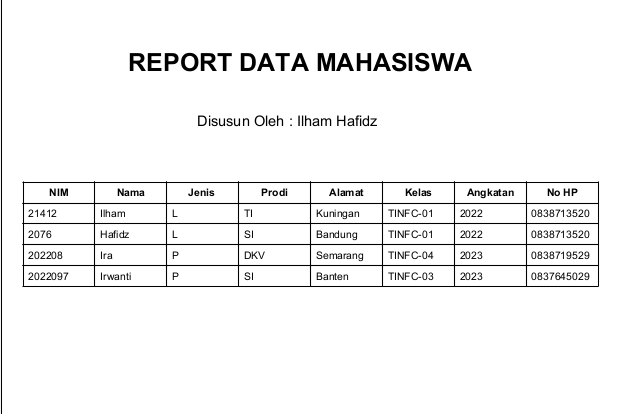 REPORT DATA MAHASISWA
Disusun Oleh : Ilham Hafidz
NIM Nama Jenis Prodi Alamat Kelas Angkatan No HP
21412 Ilham L TI Kuningan TINFC-01 2022 0838713520
2076 Hafidz L SI Bandung TINFC-01 2022 0838713520
202208 Ira P DKV Semarang TINFC-04 2023 0838719529
2022097 Irwanti P SI Banten TINFC-03 2023 0837645029